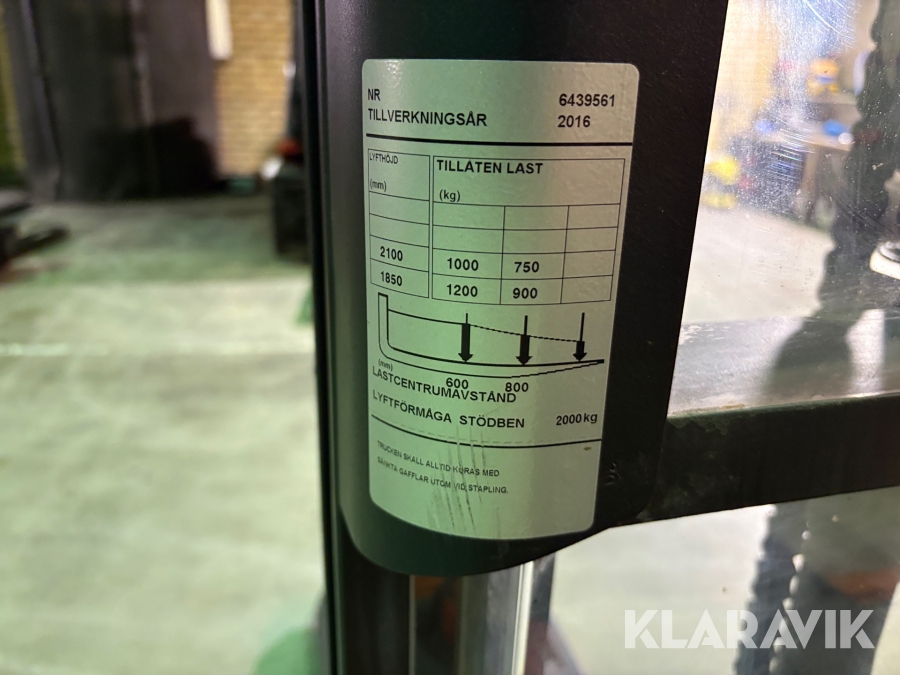 NR 6439561
TILLVERKNINGSÅR 2016
LYFTHÖJD TILLÅTEN LAST
(mm) (kg)
2100 1000 750
1850 1200 900
(mm) 600 800
LASTCENTRUMAVSTÅND
LYFTFÖRMÅGA STÖDBEN 2000kg
TRUCKEN SKALL ALLTID KÖRAS MED
SÄNKTA GAFFLAR UTOM VID STAPLING.
KLARAVIK